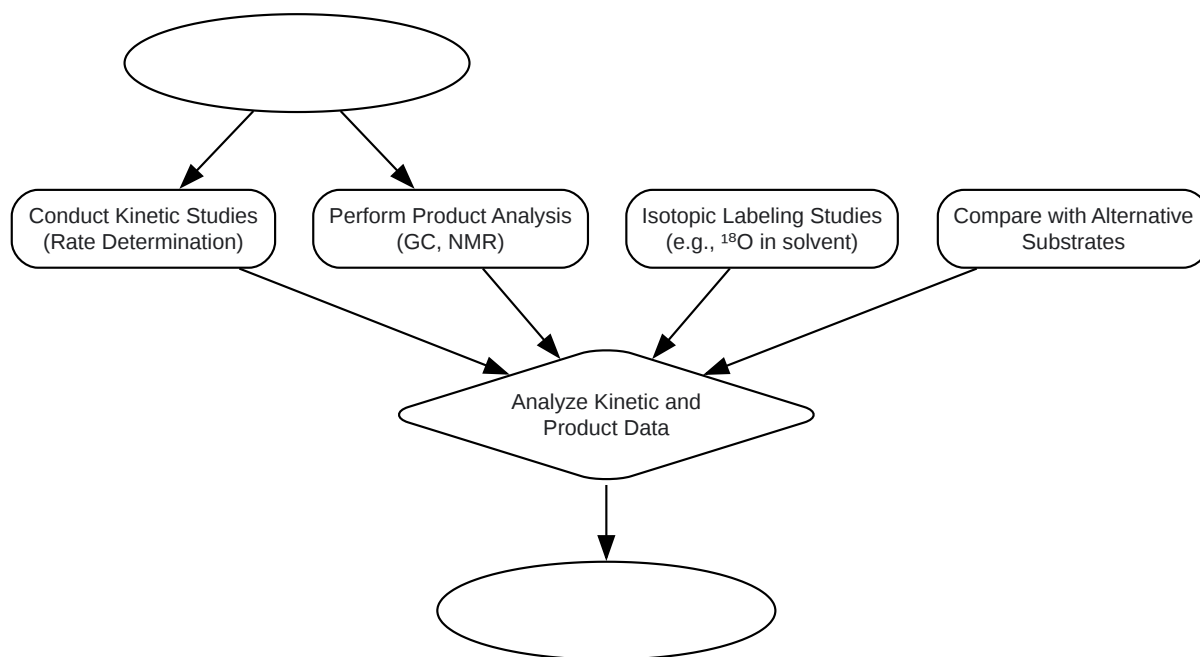 Conduct Kinetic Studies
(Rate Determination)
Perform Product Analysis
(GC, NMR)
Isotopic Labeling Studies
(e.g., ¹⁸O in solvent)
Compare with Alternative
Substrates
Analyze Kinetic and
Product Data